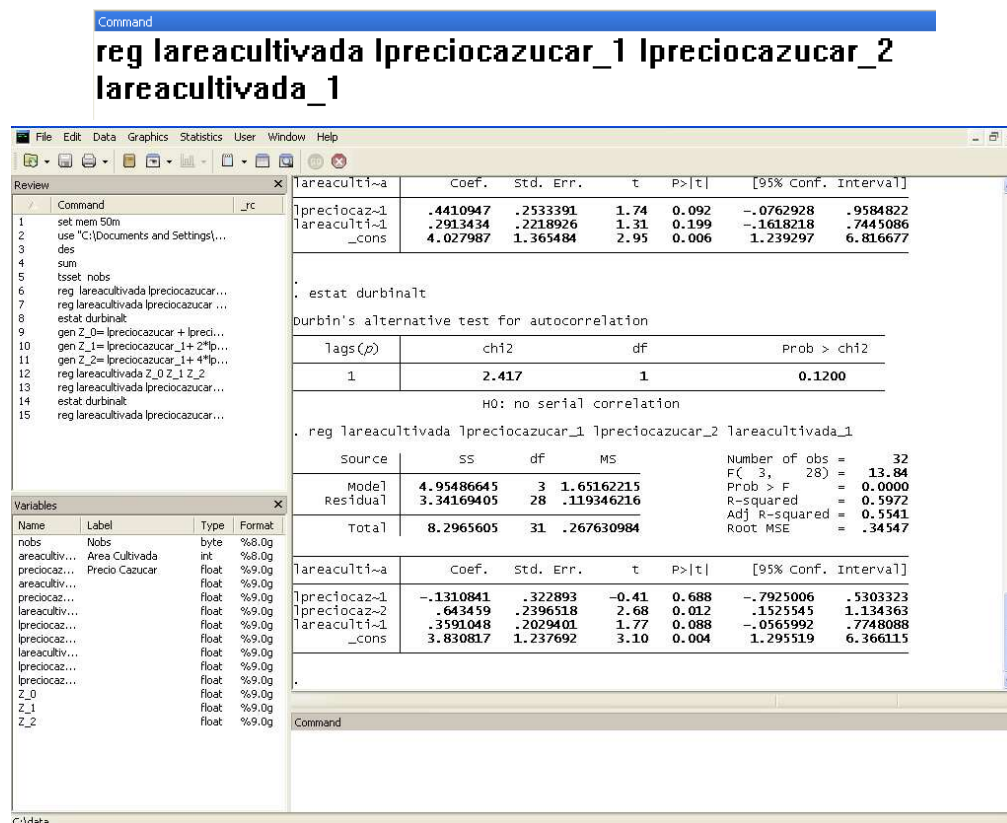 Command
reg lareacultivada lpreciocazucar_1 lpreciocazucar_2
lareacultivada_1
File Edit Data Graphics Statistics User Window Help
Review
Command _rc
1 set mem 50m
2 use "C:\Documents and Settings\...
3 des
4 sum
5 tsset nobs
6 reg lareacultivada lpreciocazucar...
7 reg lareacultivada lpreciocazucar ...
8 estat durbinalt
9 gen Z_0= lpreciocazucar + lpreci...
10 gen Z_1= lpreciocazucar_1+ 2*lp...
11 gen Z_2= lpreciocazucar_1+ 4*lp...
12 reg lareacultivada Z_0 Z_1 Z_2
13 reg lareacultivada lpreciocazucar...
14 estat durbinalt
15 reg lareacultivada lpreciocazucar...
Variables
Name Label Type Format
nobs Nobs byte %8.0g
areacultiv... Area Cultivada int %8.0g
preciocaz... Precio Cazucar float %9.0g
areacultiv... float %9.0g
preciocaz... float %9.0g
lareacultiv... float %9.0g
lpreciocaz... float %9.0g
lpreciocaz... float %9.0g
lareacultiv... float %9.0g
lpreciocaz... float %9.0g
lpreciocaz... float %9.0g
Z_0 float %9.0g
Z_1 float %9.0g
Z_2 float %9.0g
lareaculti~a Coef. Std. Err. t P>|t| [95% Conf. Interval]
lpreciocaz~1 .4410947 .2533391 1.74 0.092 -.0762928 .9584822
lareaculti~1 .2913434 .2218926 1.31 0.199 -.1618218 .7445086
_cons 4.027987 1.365484 2.95 0.006 1.239297 6.816677
.
. estat durbinalt
Durbin's alternative test for autocorrelation
lags(p) chi2 df Prob > chi2
1 2.417 1 0.1200
H0: no serial correlation
. reg lareacultivada lpreciocazucar_1 lpreciocazucar_2 lareacultivada_1
Source SS df MS Number of obs = 32
F( 3, 28) = 13.84
Model 4.95486645 3 1.65162215 Prob > F = 0.0000
Residual 3.34169405 28 .119346216 R-squared = 0.5972
Adj R-squared = 0.5541
Total 8.2965605 31 .267630984 Root MSE = .34547
lareaculti~a Coef. Std. Err. t P>|t| [95% Conf. Interval]
lpreciocaz~1 -.1310841 .322893 -0.41 0.688 -.7925006 .5303323
lpreciocaz~2 .643459 .2396518 2.68 0.012 .1525545 1.134363
lareaculti~1 .3591048 .2029401 1.77 0.088 -.0565992 .7748088
_cons 3.830817 1.237692 3.10 0.004 1.295519 6.366115
.
Command
C:\data